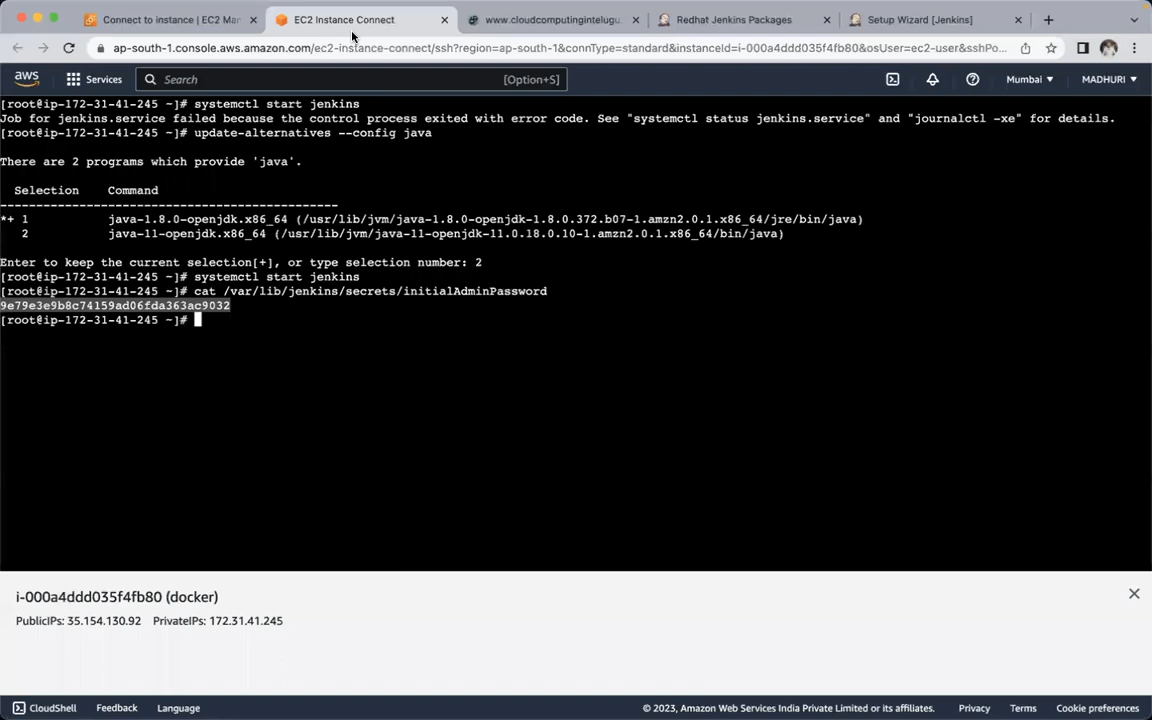 Connect to instance | EC2 Mar
EC2 Instance Connect
www.cloudcomputingintelugu.
Redhat Jenkins Packages
Setup Wizard [Jenkins]
ap-south-1.console.aws.amazon.com/ec2-instance-connect/ssh?region=ap-south-1&connType=standard&instanceId=i-000a4ddd035f4fb80&osUser=ec2-user&sshPo...
aws Services Search [Option+S] Mumbai MADHURI
[root@ip-172-31-41-245 ~]# systemctl start jenkins
Job for jenkins.service failed because the control process exited with error code. See "systemctl status jenkins.service" and "journalctl -xe" for details.
[root@ip-172-31-41-245 ~]# update-alternatives --config java
There are 2 programs which provide 'java'.
Selection Command
-----------------------------------------------
*+ 1 java-1.8.0-openjdk.x86_64 (/usr/lib/jvm/java-1.8.0-openjdk-1.8.0.372.b07-1.amzn2.0.1.x86_64/jre/bin/java)
2 java-11-openjdk.x86_64 (/usr/lib/jvm/java-11-openjdk-11.0.18.0.10-1.amzn2.0.1.x86_64/bin/java)
Enter to keep the current selection[+], or type selection number: 2
[root@ip-172-31-41-245 ~]# systemctl start jenkins
[root@ip-172-31-41-245 ~]# cat /var/lib/jenkins/secrets/initialAdminPassword
9e79e3e9b8c74159ad06fda363ac9032
[root@ip-172-31-41-245 ~]#
i-000a4ddd035f4fb80 (docker)
PublicIPs: 35.154.130.92 PrivateIPs: 172.31.41.245
CloudShell Feedback Language © 2023, Amazon Web Services India Private Limited or its affiliates. Privacy Terms Cookie preferences